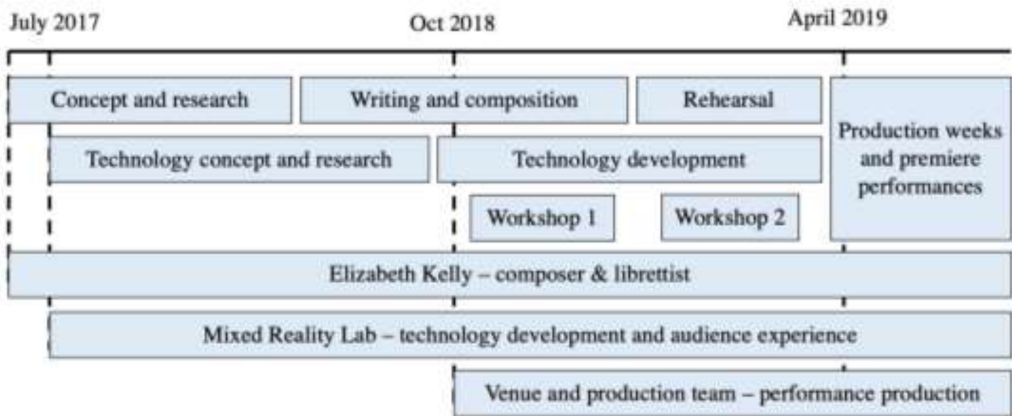 July 2017
Oct 2018
April 2019
Concept and research
Writing and composition
Rehearsal
Production weeks
and premiere
performances
Technology concept and research
Technology development
Workshop 1
Workshop 2
Elizabeth Kelly – composer & librettist
Mixed Reality Lab – technology development and audience experience
Venue and production team – performance production